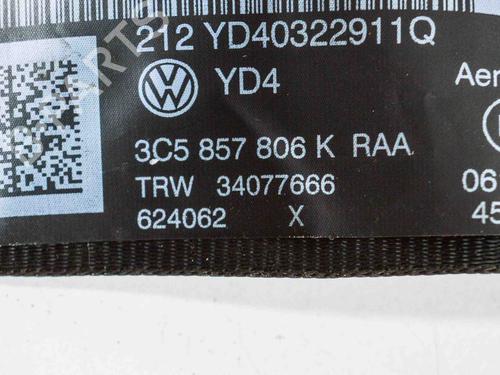 212 YD40322911Q
YD4
3C5 857 806 K RAA
TRW 34077666
624062 X
Aer
06
45